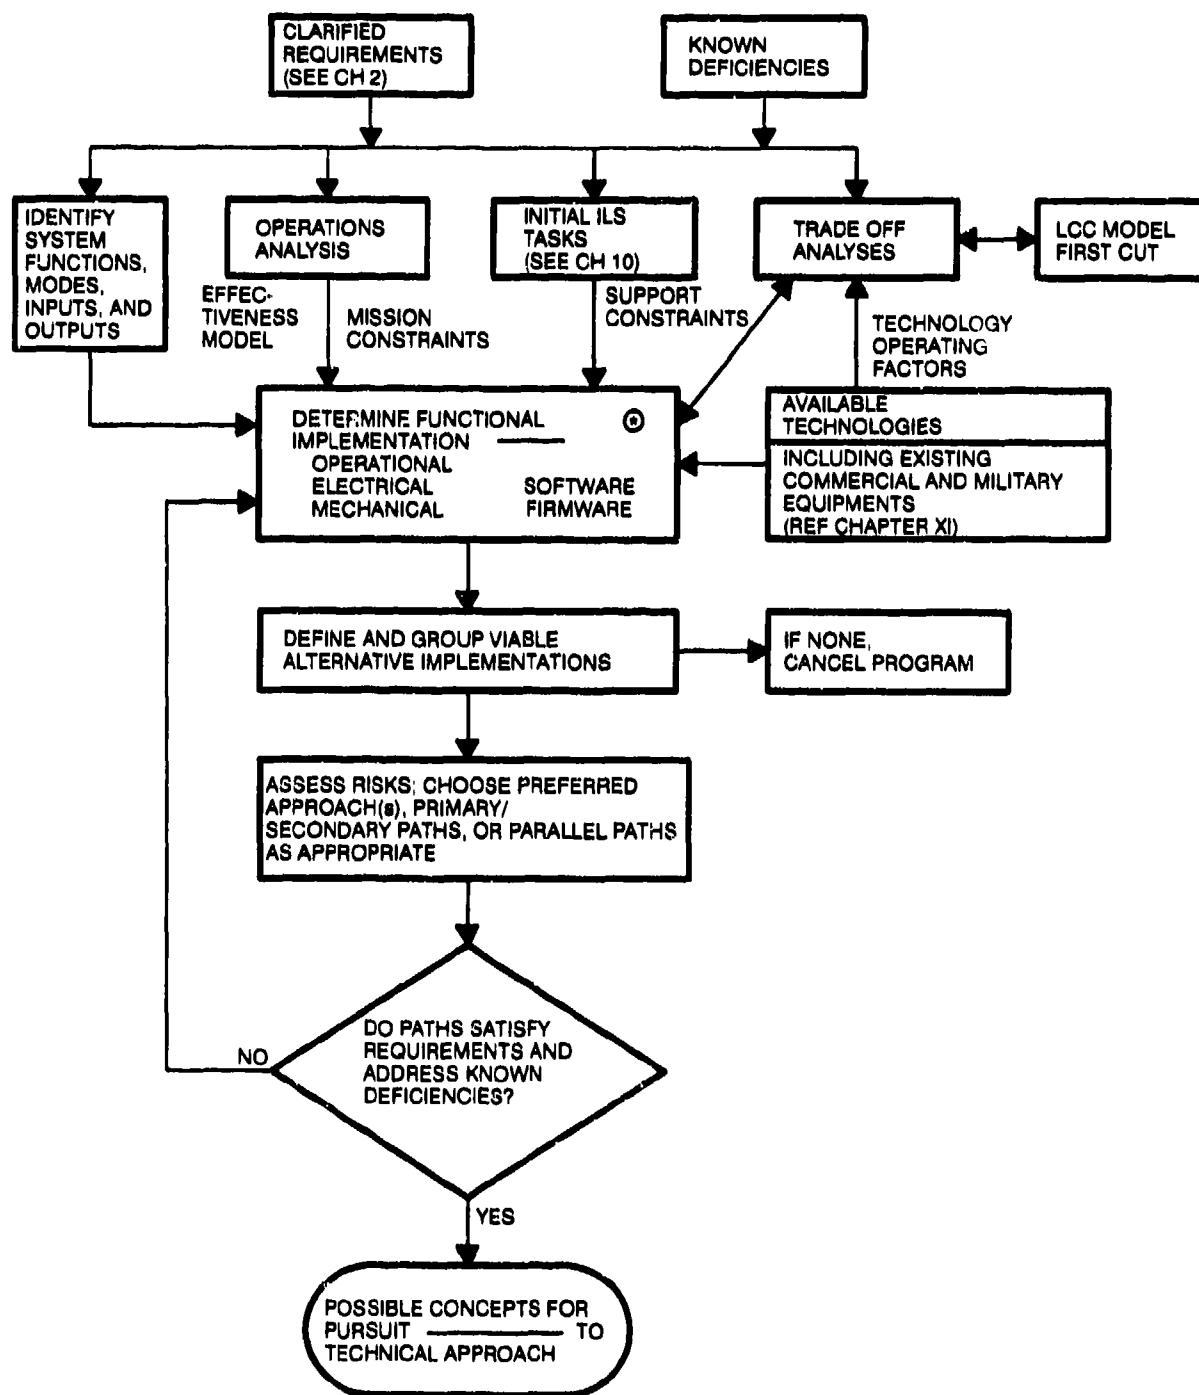 CLARIFIED
REQUIREMENTS
(SEE CH 2)
KNOWN
DEFICIENCIES
IDENTIFY
SYSTEM
FUNCTIONS,
MODES,
INPUTS, AND
OUTPUTS
OPERATIONS
ANALYSIS
INITIAL ILS
TASKS
(SEE CH 10)
TRADE OFF
ANALYSES
LCC MODEL
FIRST CUT
EFFEC-
TIVENESS
MODEL
MISSION
CONSTRAINTS
SUPPORT
CONSTRAINTS
TECHNOLOGY
OPERATING
FACTORS
DETERMINE FUNCTIONAL
IMPLEMENTATION
OPERATIONAL
ELECTRICAL SOFTWARE
MECHANICAL FIRMWARE
AVAILABLE
TECHNOLOGIES
INCLUDING EXISTING
COMMERCIAL AND MILITARY
EQUIPMENTS
(REF CHAPTER XI)
DEFINE AND GROUP VIABLE
ALTERNATIVE IMPLEMENTATIONS
IF NONE,
CANCEL PROGRAM
ASSESS RISKS; CHOOSE PREFERRED
APPROACH(s), PRIMARY/
SECONDARY PATHS, OR PARALLEL PATHS
AS APPROPRIATE
DO PATHS SATISFY
REQUIREMENTS AND
ADDRESS KNOWN
DEFICIENCIES?
NO
YES
POSSIBLE CONCEPTS FOR
PURSUIT ———— TO
TECHNICAL APPROACH